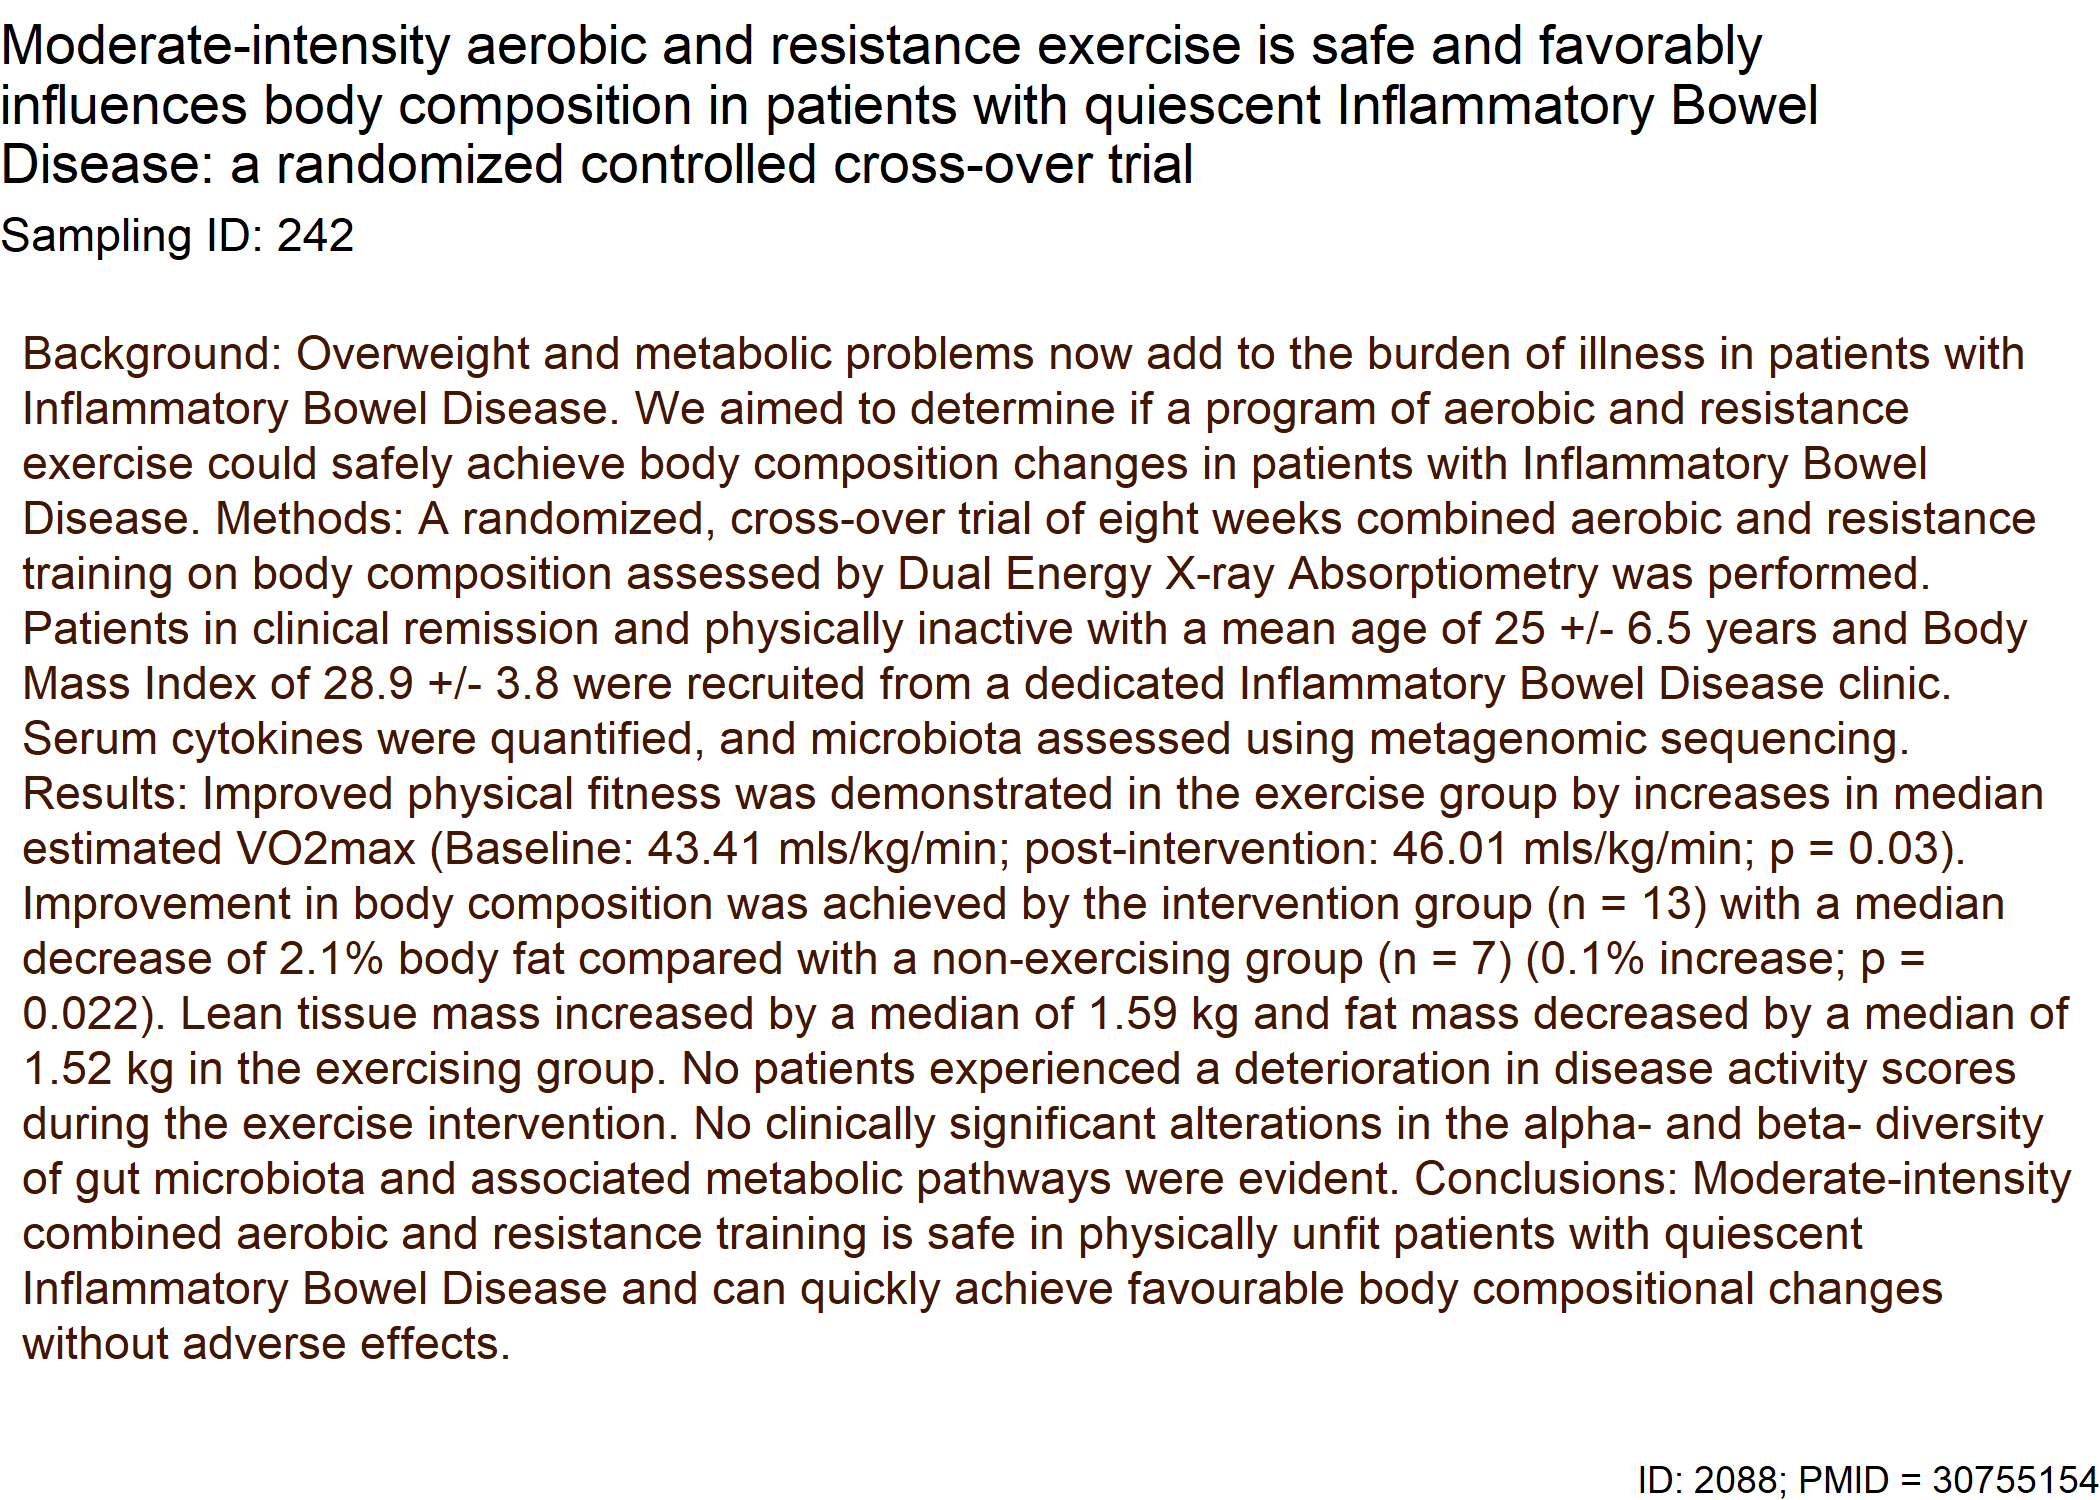 Moderate-intensity aerobic and resistance exercise is safe and favorably
influences body composition in patients with quiescent Inflammatory Bowel
Disease: a randomized controlled cross-over trial
Sampling ID: 242
Background: Overweight and metabolic problems now add to the burden of illness in patients with
Inflammatory Bowel Disease. We aimed to determine if a program of aerobic and resistance
exercise could safely achieve body composition changes in patients with Inflammatory Bowel
Disease. Methods: A randomized, cross-over trial of eight weeks combined aerobic and resistance
training on body composition assessed by Dual Energy X-ray Absorptiometry was performed.
Patients in clinical remission and physically inactive with a mean age of 25 +/- 6.5 years and Body
Mass Index of 28.9 +/- 3.8 were recruited from a dedicated Inflammatory Bowel Disease clinic.
Serum cytokines were quantified, and microbiota assessed using metagenomic sequencing.
Results: Improved physical fitness was demonstrated in the exercise group by increases in median
estimated VO2max (Baseline: 43.41 mls/kg/min; post-intervention: 46.01 mls/kg/min; p = 0.03).
Improvement in body composition was achieved by the intervention group (n = 13) with a median
decrease of 2.1% body fat compared with a non-exercising group (n = 7) (0.1% increase; p =
0.022). Lean tissue mass increased by a median of 1.59 kg and fat mass decreased by a median of
1.52 kg in the exercising group. No patients experienced a deterioration in disease activity scores
during the exercise intervention. No clinically significant alterations in the alpha- and beta- diversity
of gut microbiota and associated metabolic pathways were evident. Conclusions: Moderate-intensity
combined aerobic and resistance training is safe in physically unfit patients with quiescent
Inflammatory Bowel Disease and can quickly achieve favourable body compositional changes
without adverse effects.
ID: 2088; PMID = 30755154